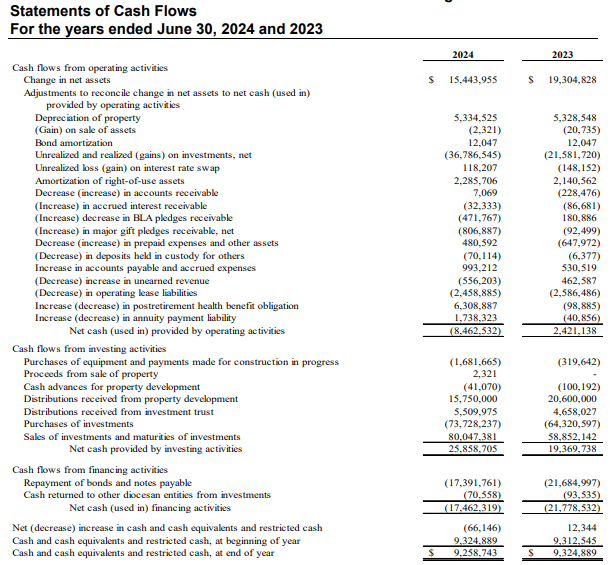 Statements of Cash Flows
For the years ended June 30, 2024 and 2023
2024 2023
Cash flows from operating activities
Change in net assets $ 15,443,955 $ 19,304,828
Adjustments to reconcile change in net assets to net cash (used in)
provided by operating activities
Depreciation of property 5,334,525 5,328,548
(Gain) on sale of assets (2,321) (20,735)
Bond amortization 12,047 12,047
Unrealized and realized (gains) on investments, net (36,786,545) (21,581,720)
Unrealized loss (gain) on interest rate swap 118,207 (148,152)
Amortization of right-of-use assets 2,285,706 2,140,562
Decrease (increase) in accounts receivable 7,069 (228,476)
(Increase) in accrued interest receivable (32,333) (86,681)
(Increase) decrease in BLA pledges receivable (471,767) 180,886
(Increase) in major gift pledges receivable, net (806,887) (92,499)
Decrease (increase) in prepaid expenses and other assets 480,592 (647,972)
(Decrease) in deposits held in custody for others (70,114) (6,377)
Increase in accounts payable and accrued expenses 993,212 530,519
(Decrease) increase in unearned revenue (556,203) 462,587
(Decrease) in operating lease liabilities (2,458,885) (2,586,486)
Increase (decrease) in postretirement health benefit obligation 6,308,887 (98,885)
Increase (decrease) in annuity payment liability 1,738,323 (40,856)
Net cash (used in) provided by operating activities (8,462,532) 2,421,138
Cash flows from investing activities
Purchases of equipment and payments made for construction in progress (1,681,665) (319,642)
Proceeds from sale of property 2,321 -
Cash advances for property development (41,070) (100,192)
Distributions received from property development 15,750,000 20,600,000
Distributions received from investment trust 5,509,975 4,658,027
Purchases of investments (73,728,237) (64,320,597)
Sales of investments and maturities of investments 80,047,381 58,852,142
Net cash provided by investing activities 25,858,705 19,369,738
Cash flows from financing activities
Repayment of bonds and notes payable (17,391,761) (21,684,997)
Cash returned to other diocesan entities from investments (70,558) (93,535)
Net cash (used in) financing activities (17,462,319) (21,778,532)
Net (decrease) increase in cash and cash equivalents and restricted cash (66,146) 12,344
Cash and cash equivalents and restricted cash, at beginning of year 9,324,889 9,312,545
Cash and cash equivalents and restricted cash, at end of year $ 9,258,743 $ 9,324,889